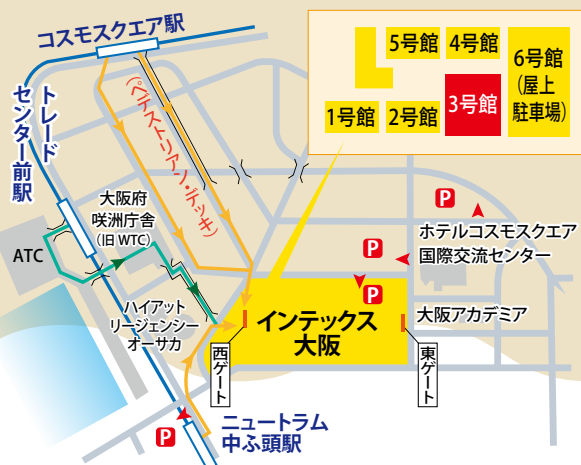 コスモスクエア駅
トレード
センター前駅
(ペデストリアン・デッキ)
5号館
4号館
6号館
(屋上
駐車場)
1号館
2号館
3号館
大阪府
咲洲庁舎
(旧WTC)
ATC
P
ホテルコスモスクエア
国際交流センター
P
P
ハイアット
リージェンシー
オーサカ
インテックス
大阪
大阪アカデミア
西ゲート
東ゲート
ニュートラム
中ふ頭駅
P